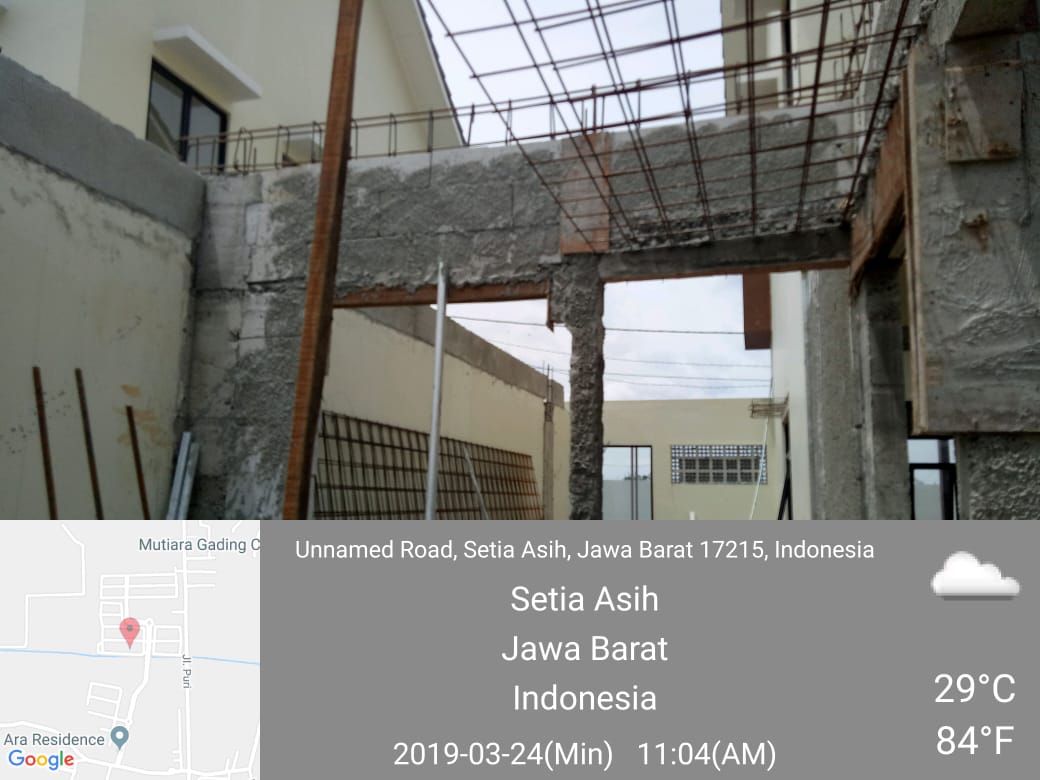 Mutiara Gading C
Jl. Puri
Ara Residence
Google
Unnamed Road, Setia Asih, Jawa Barat 17215, Indonesia
Setia Asih
Jawa Barat
Indonesia
2019-03-24(Min) 11:04(AM)
29°C
84°F